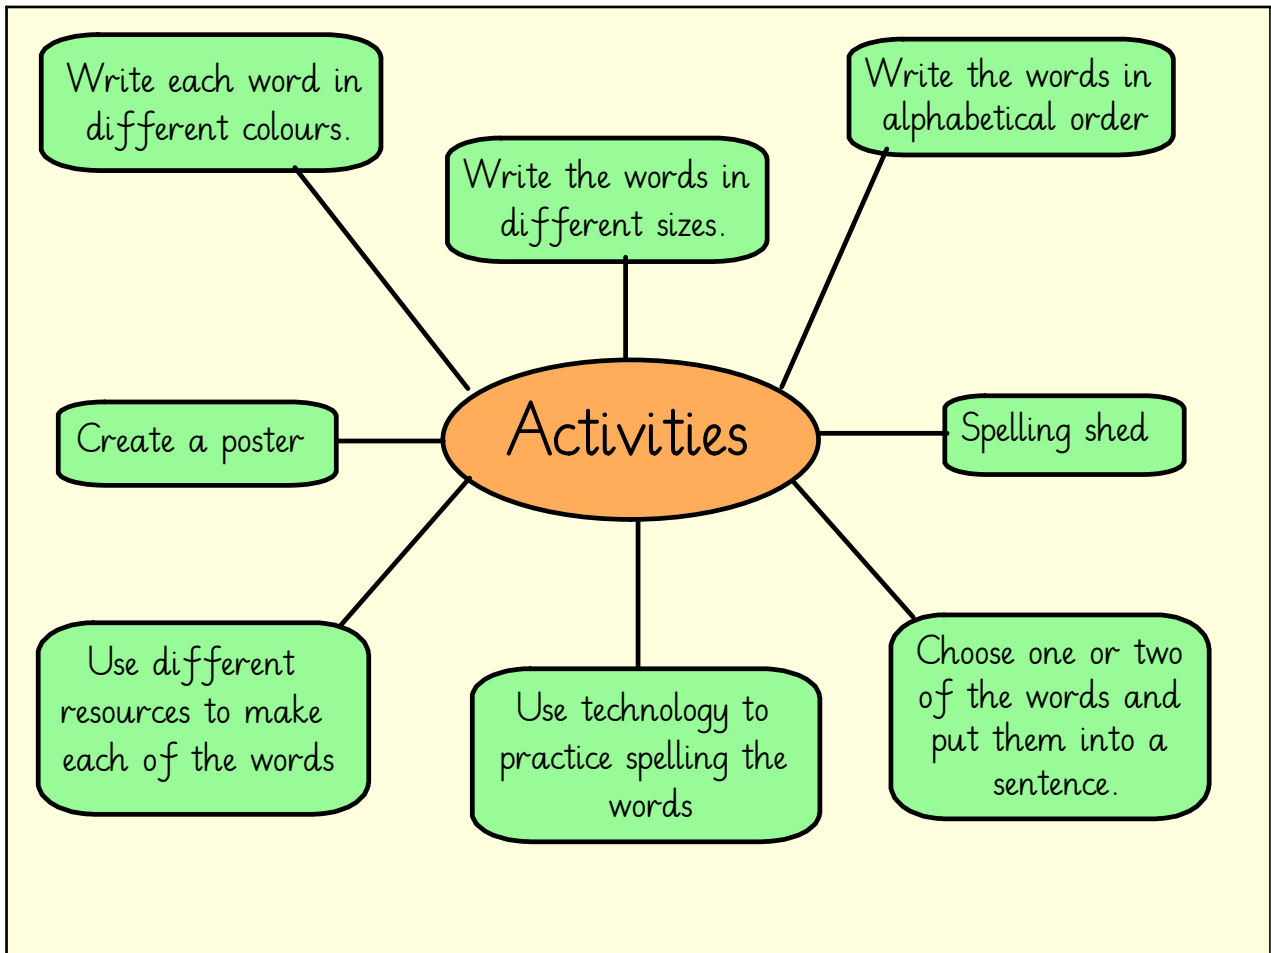 Write each word in
different colours.
Write the words in
different sizes.
Write the words in
alphabetical order
Create a poster
Activities
Spelling shed
Use different
resources to make
each of the words
Use technology to
practice spelling the
words
Choose one or two
of the words and
put them into a
sentence.